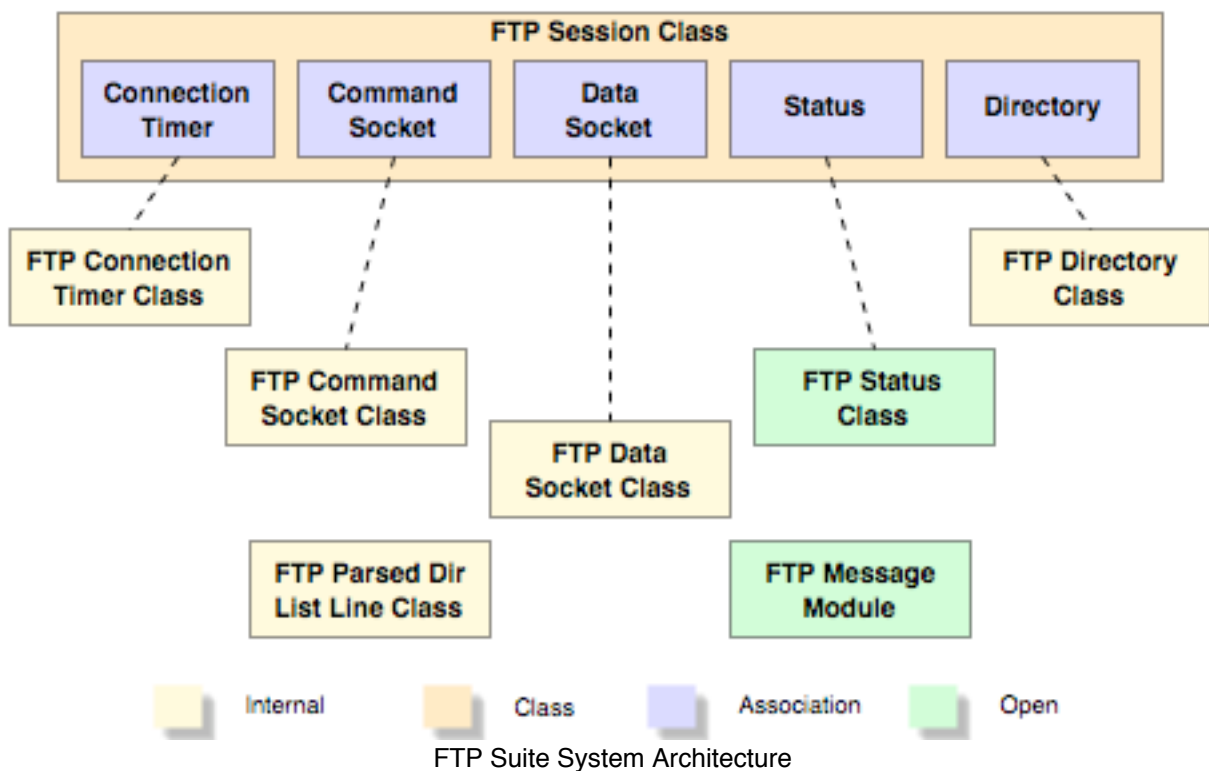 FTP Session Class
Connection
Timer
Command
Socket
Data
Socket
Status
Directory
FTP Connection
Timer Class
FTP Directory
Class
FTP Command
Socket Class
FTP Status
Class
FTP Data
Socket Class
FTP Parsed Dir
List Line Class
FTP Message
Module
Internal
Class
Association
Open
FTP Suite System Architecture